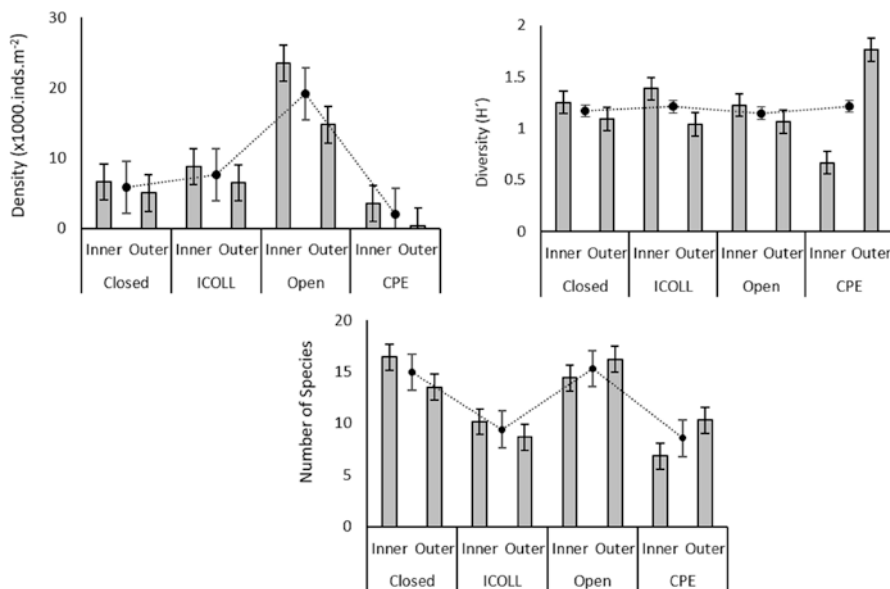 Density (x1000.inds.m⁻²)
30
20
10
0
Inner Outer Inner Outer Inner Outer Inner Outer
Closed ICOLL Open CPE
Diversity (H´)
2
1.5
1
0.5
0
Inner Outer Inner Outer Inner Outer Inner Outer
Closed ICOLL Open CPE
Number of Species
20
15
10
5
0
Inner Outer Inner Outer Inner Outer Inner Outer
Closed ICOLL Open CPE